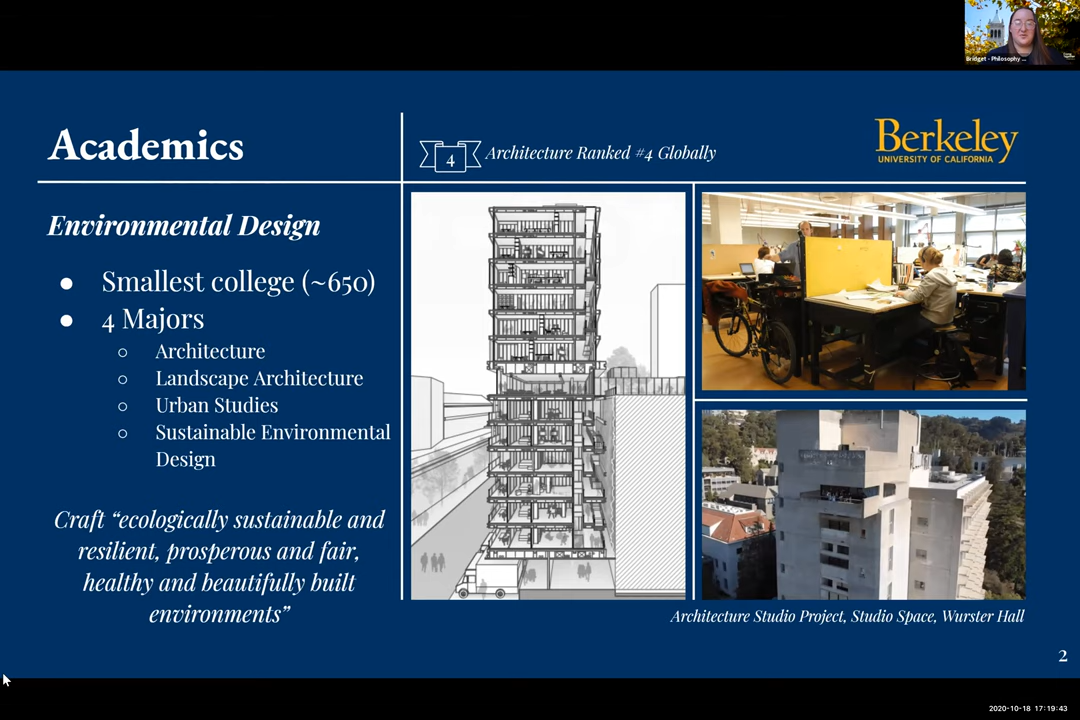 Bridget - Philosophy ...
Academics
4
Architecture Ranked #4 Globally
Berkeley
UNIVERSITY OF CALIFORNIA
Environmental Design
● Smallest college (~650)
● 4 Majors
○ Architecture
○ Landscape Architecture
○ Urban Studies
○ Sustainable Environmental
Design
Craft “ecologically sustainable and
resilient, prosperous and fair,
healthy and beautifully built
environments”
Architecture Studio Project, Studio Space, Wurster Hall
2
2020-10-18 17:19:43